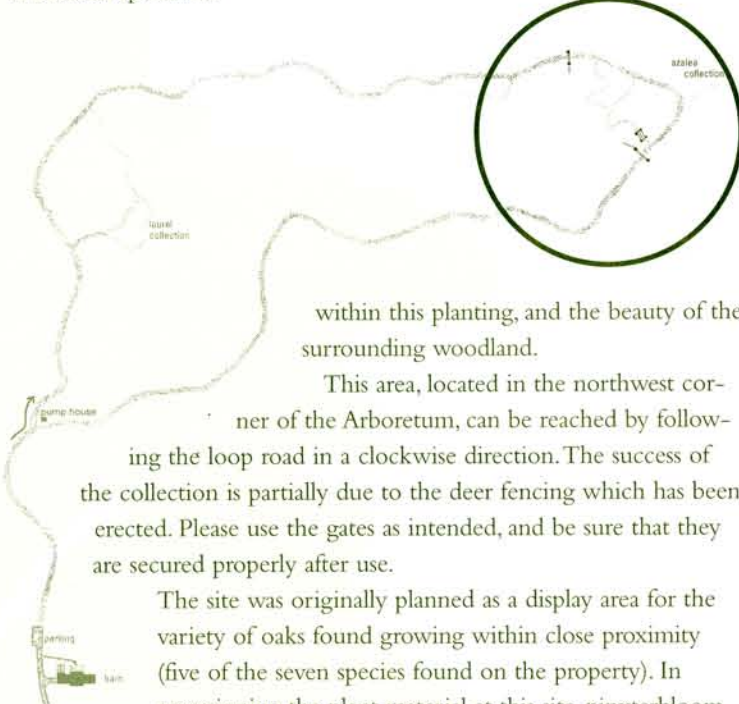 azalea
collection
laurel
collection
within this planting, and the beauty of the
surrounding woodland.
This area, located in the northwest cor-
pump house
ner of the Arboretum, can be reached by follow-
ing the loop road in a clockwise direction. The success of
the collection is partially due to the deer fencing which has been
erected. Please use the gates as intended, and be sure that they
are secured properly after use.
The site was originally planned as a display area for the
parking
variety of oaks found growing within close proximity
barn
(five of the seven species found on the property). In